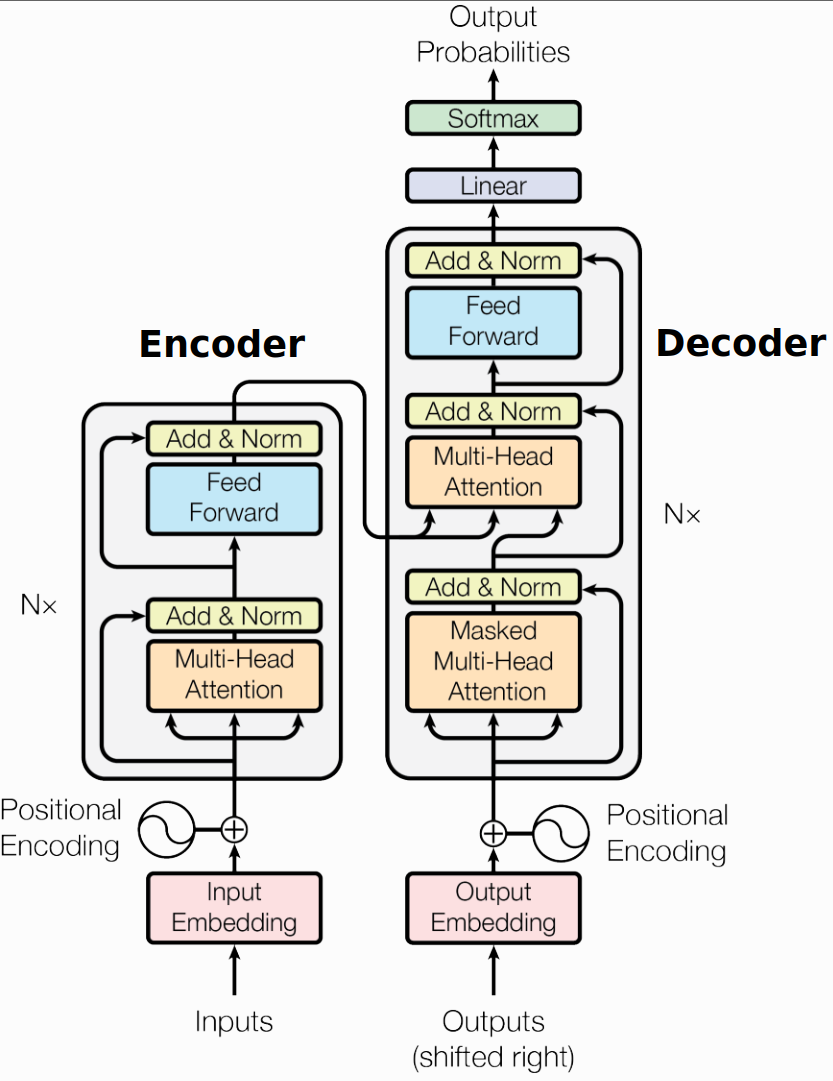 Output
Probabilities
Softmax
Linear
Add & Norm
Feed
Forward
Add & Norm
Multi-Head
Attention
Add & Norm
Masked
Multi-Head
Attention
Decoder
Nx
Encoder
Add & Norm
Feed
Forward
Add & Norm
Multi-Head
Attention
Nx
Positional
Encoding
Positional
Encoding
Input
Embedding
Output
Embedding
Inputs
Outputs
(shifted right)